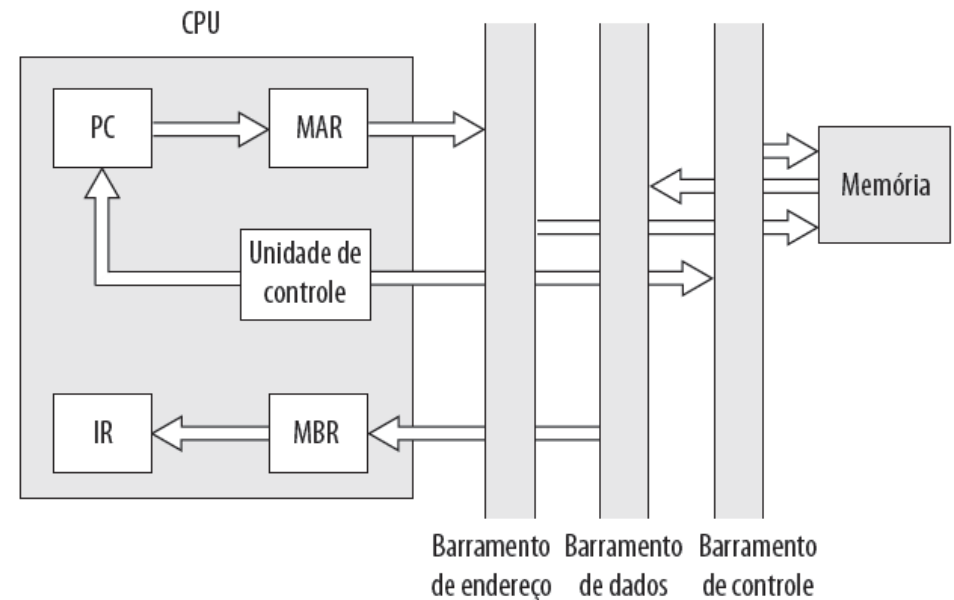 CPU
PC
MAR
Memória
Unidade de
controle
IR
MBR
Barramento
de endereço
Barramento
de dados
Barramento
de controle